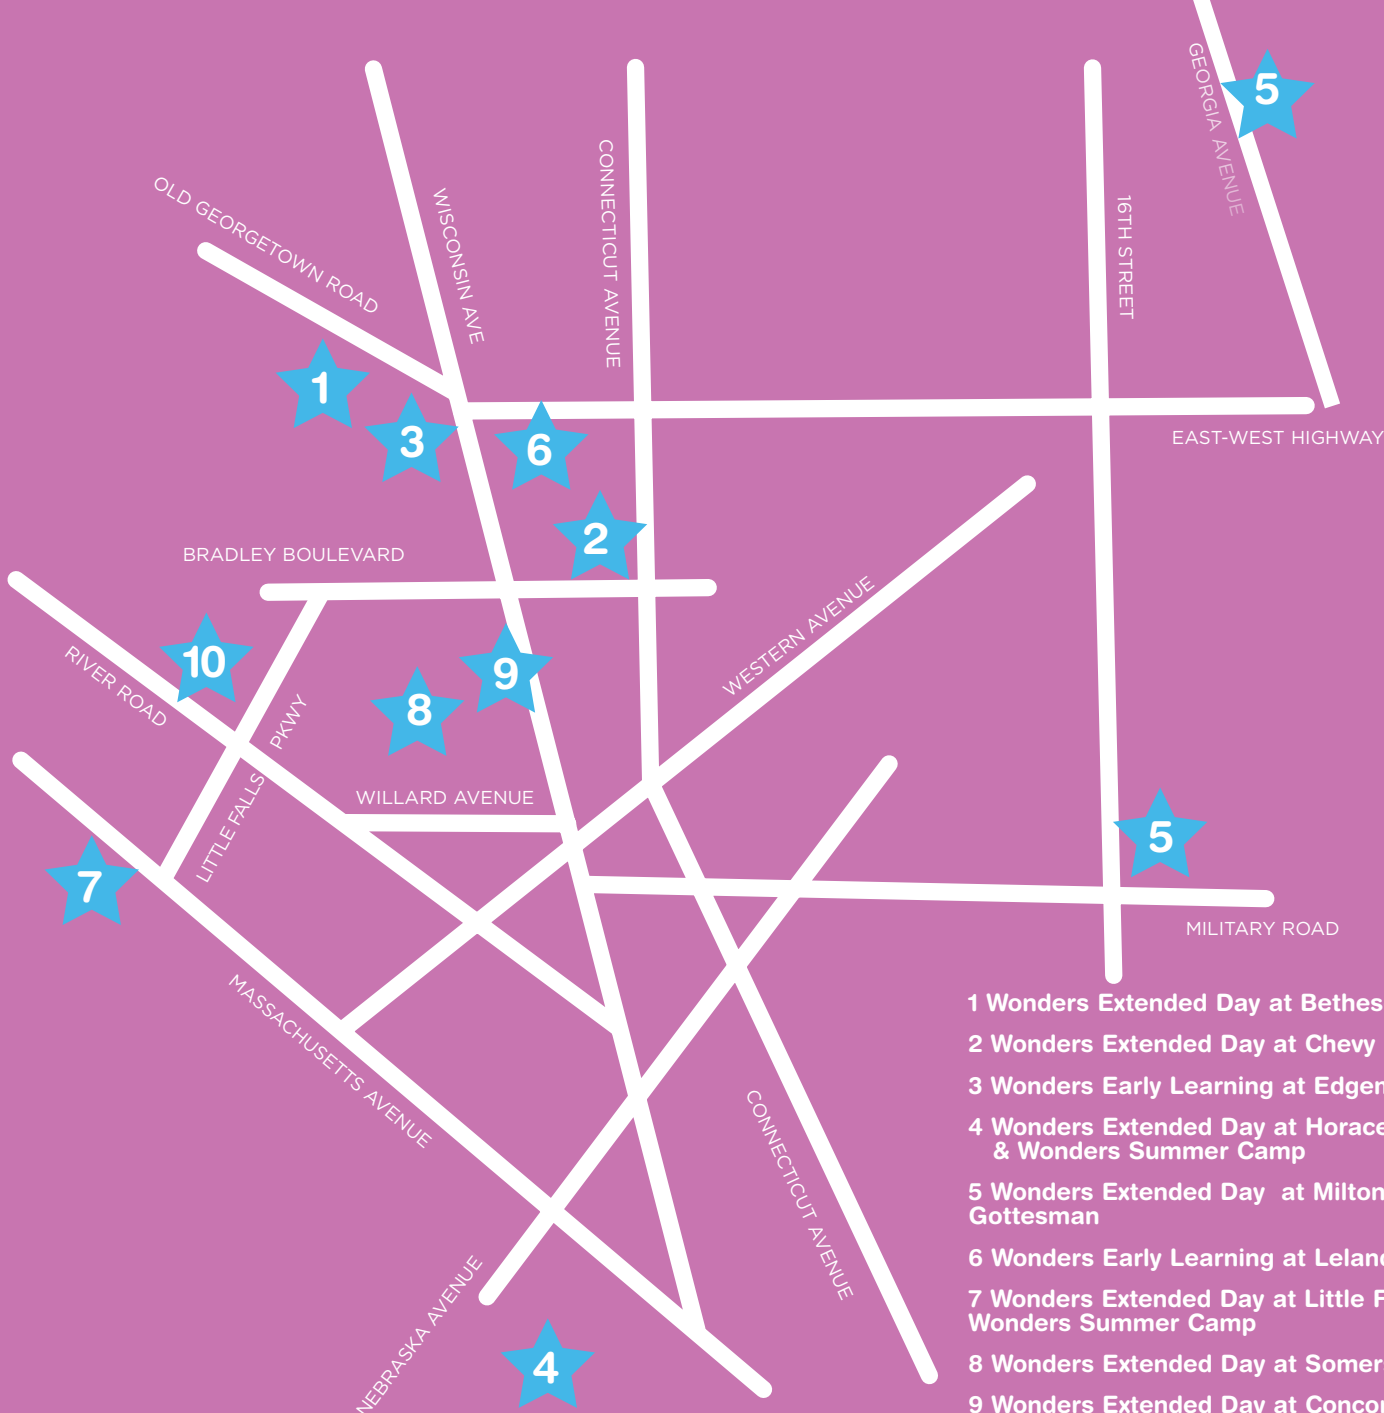 GEORGIA AVENUE
5
OLD GEORGETOWN ROAD
WISCONSIN AVE
CONNECTICUT AVENUE
16TH STREET
1
3
6
EAST-WEST HIGHWAY
2
BRADLEY BOULEVARD
WESTERN AVENUE
10
RIVER ROAD
9
8
LITTLE FALLS PKWY
WILLARD AVENUE
7
5
MILITARY ROAD
MASSACHUSETTS AVENUE
CONNECTICUT AVENUE
NEBRASKA AVENUE
4
1 Wonders Extended Day at Bethes
2 Wonders Extended Day at Chevy
3 Wonders Early Learning at Edgem
4 Wonders Extended Day at Horace
& Wonders Summer Camp
5 Wonders Extended Day at Milton
Gottesman
6 Wonders Early Learning at Leland
7 Wonders Extended Day at Little F
Wonders Summer Camp
8 Wonders Extended Day at Somer
9 Wonders Extended Day at Concor